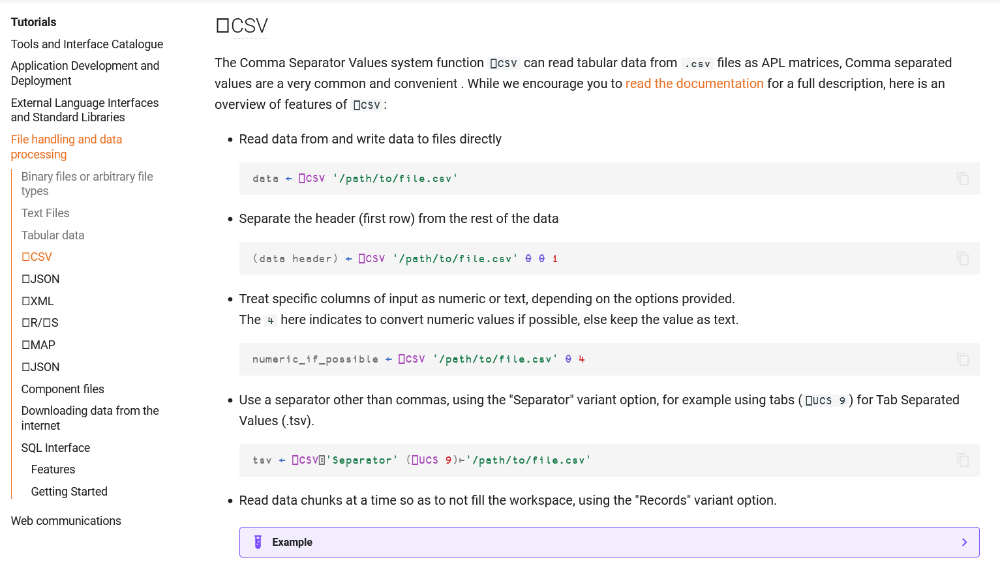 Tutorials
Tools and Interface Catalogue
Application Development and
Deployment
External Language Interfaces
and Standard Libraries
File handling and data
processing
Binary files or arbitrary file
types
Text Files
Tabular data
⎕CSV
⎕JSON
⎕XML
⎕R/⎕S
⎕MAP
⎕JSON
Component files
Downloading data from the
internet
SQL Interface
Features
Getting Started
Web communications
⎕CSV
The Comma Separator Values system function ⎕CSV can read tabular data from .csv files as APL matrices, Comma separated
values are a very common and convenient . While we encourage you to read the documentation for a full description, here is an
overview of features of ⎕CSV :
• Read data from and write data to files directly
data ← ⎕CSV '/path/to/file.csv'
• Separate the header (first row) from the rest of the data
(data header) ← ⎕CSV '/path/to/file.csv' ⍬ ⍬ 1
• Treat specific columns of input as numeric or text, depending on the options provided.
The 4 here indicates to convert numeric values if possible, else keep the value as text.
numeric_if_possible ← ⎕CSV '/path/to/file.csv' ⍬ 4
• Use a separator other than commas, using the "Separator" variant option, for example using tabs ( ⎕UCS 9 ) for Tab Separated
Values (.tsv).
tsv ← ⎕CSV⍠'Separator' (⎕UCS 9)⊢'/path/to/file.csv'
• Read data chunks at a time so as to not fill the workspace, using the "Records" variant option.
Example